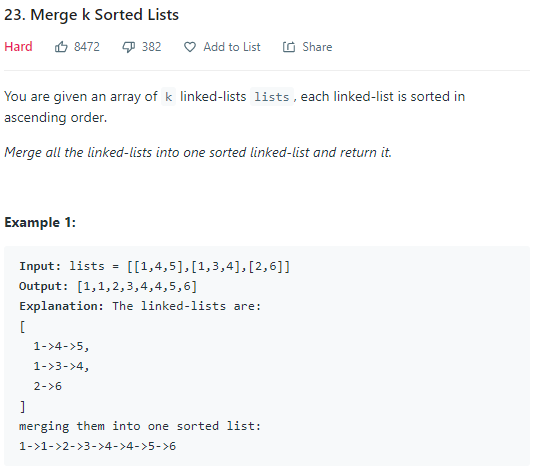 23. Merge k Sorted Lists
Hard 8472 382 Add to List Share
You are given an array of k linked-lists lists, each linked-list is sorted in
ascending order.
Merge all the linked-lists into one sorted linked-list and return it.
Example 1:
Input: lists = [[1,4,5],[1,3,4],[2,6]]
Output: [1,1,2,3,4,4,5,6]
Explanation: The linked-lists are:
[
1->4->5,
1->3->4,
2->6
]
merging them into one sorted list:
1->1->2->3->4->4->5->6